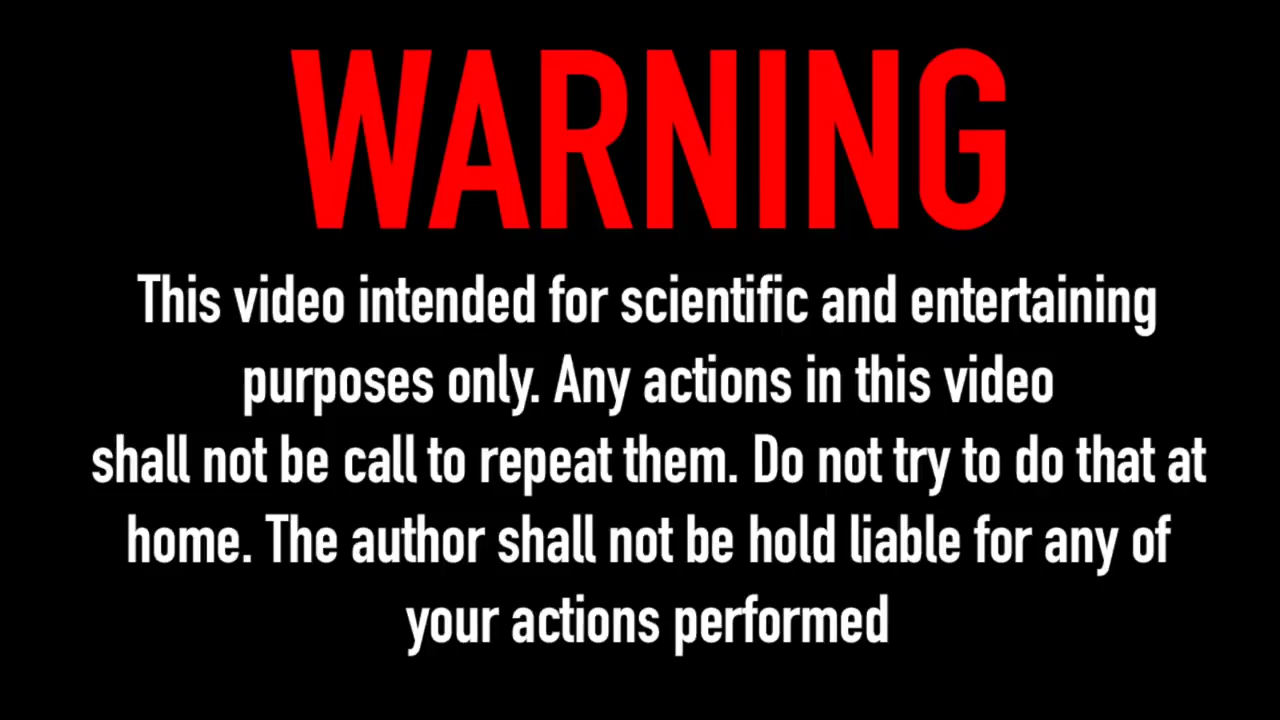 WARNING
This video intended for scientific and entertaining
purposes only. Any actions in this video
shall not be call to repeat them. Do not try to do that at
home. The author shall not be hold liable for any of
your actions performed